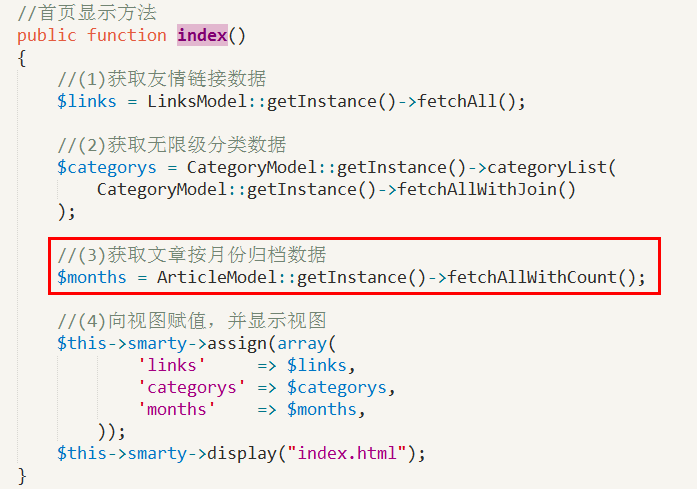 //首页显示方法
public function index()
{
//(1)获取友情链接数据
$links = LinksModel::getInstance()->fetchAll();
//(2)获取无限级分类数据
$categorys = CategoryModel::getInstance()->categoryList(
CategoryModel::getInstance()->fetchAllWithJoin()
);
//(3)获取文章按月份归档数据
$months = ArticleModel::getInstance()->fetchAllWithCount();
//(4)向视图赋值，并显示视图
$this->smarty->assign(array(
'links' => $links,
'categorys' => $categorys,
'months' => $months,
));
$this->smarty->display("index.html");
}